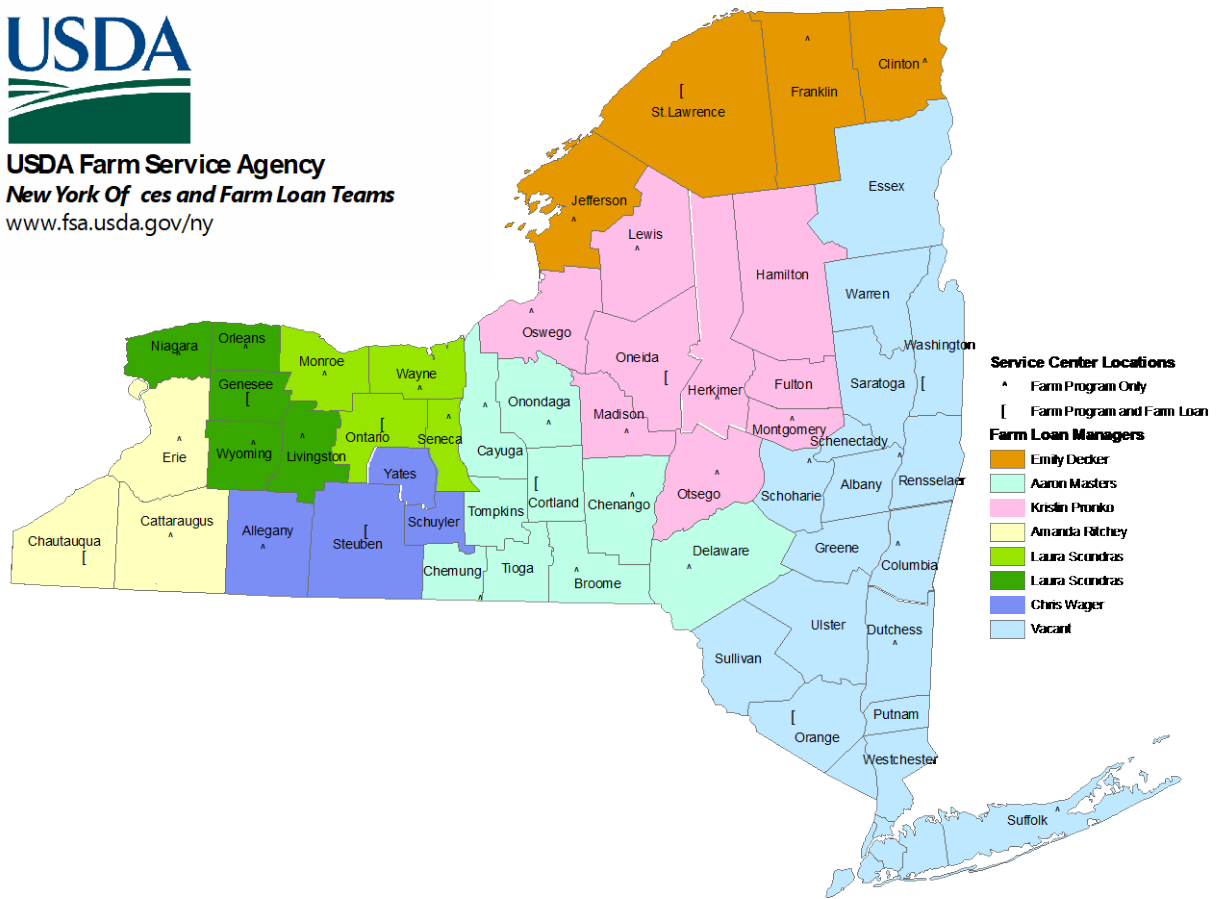 USDA
USDA Farm Service Agency
New York Of ces and Farm Loan Teams
www.fsa.usda.gov/ny
Clinton ^
^
Franklin
[
St.Lawrence
Essex
Jefferson
^
Lewis
^
Hamilton
Warren
^
Oswego
Washington
Niagara
^
Orleans
^
Monroe
^
Wayne
^
Oneida
[
Herkimer
^
Fulton
Saratoga
[
Genesee
[
^
Onondaga
^
Madison
^
^
Montgomery
Schenectady
^
Erie
^
Wyoming
^
Livingston
[
Ontario
^
Seneca
Cayuga
Yates
^
Otsego
^
Schoharie
Albany
^
Rensselaer
[
Cortland
^
Chenango
Tompkins
Chautauqua
[
Cattaraugus
^
Allegany
^
[
Steuben
Schuyler
Chemung
^
Tioga
^
Broome
Delaware
^
Greene
^
Columbia
Ulster
Dutchess
^
Sullivan
[
Orange
Putnam
Westchester
^
Suffolk
Service Center Locations
^ Farm Program Only
[ Farm Program and Farm Loan
Farm Loan Managers
Emily Decker
Aaron Masters
Kristin Pronko
Amanda Ritchey
Laura Scondras
Laura Scondras
Chris Wager
Vacant